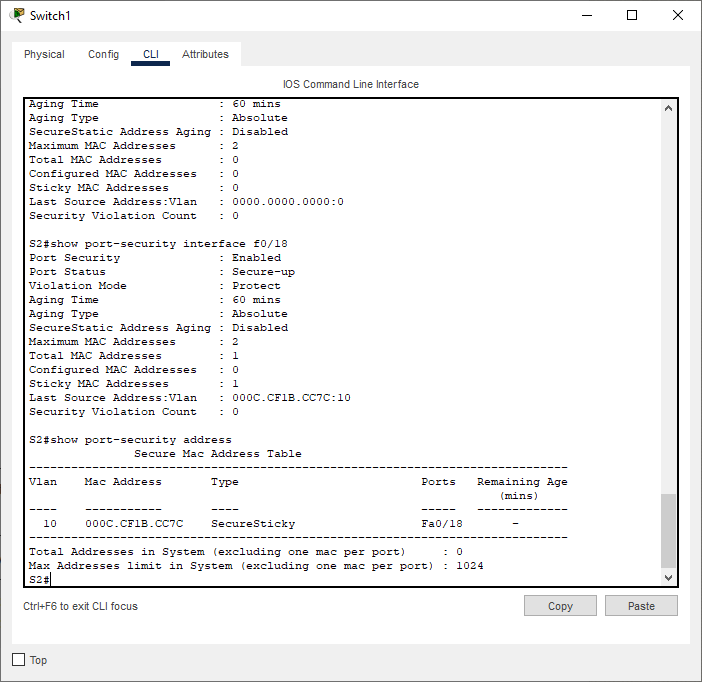 Switch1
Physical Config CLI Attributes
IOS Command Line Interface
Aging Time                 : 60 mins
Aging Type                 : Absolute
SecureStatic Address Aging : Disabled
Maximum MAC Addresses      : 2
Total MAC Addresses        : 0
Configured MAC Addresses   : 0
Sticky MAC Addresses       : 0
Last Source Address:Vlan   : 0000.0000.0000:0
Security Violation Count   : 0
S2#show port-security interface f0/18
Port Security              : Enabled
Port Status                : Secure-up
Violation Mode             : Protect
Aging Time                 : 60 mins
Aging Type                 : Absolute
SecureStatic Address Aging : Disabled
Maximum MAC Addresses      : 2
Total MAC Addresses        : 1
Configured MAC Addresses   : 0
Sticky MAC Addresses       : 1
Last Source Address:Vlan   : 000C.CF1B.CC7C:10
Security Violation Count   : 0
S2#show port-security address
               Secure Mac Address Table
-----------------------------------------------------------------------------
Vlan    Mac Address       Type                          Ports   Remaining Age
                                                                   (mins)
----    -----------       ----                          -----   -------------
  10    000C.CF1B.CC7C    SecureSticky                  Fa0/18       -
-----------------------------------------------------------------------------
Total Addresses in System (excluding one mac per port)     : 0
Max Addresses limit in System (excluding one mac per port) : 1024
S2#
Ctrl+F6 to exit CLI focus
Copy Paste
Top